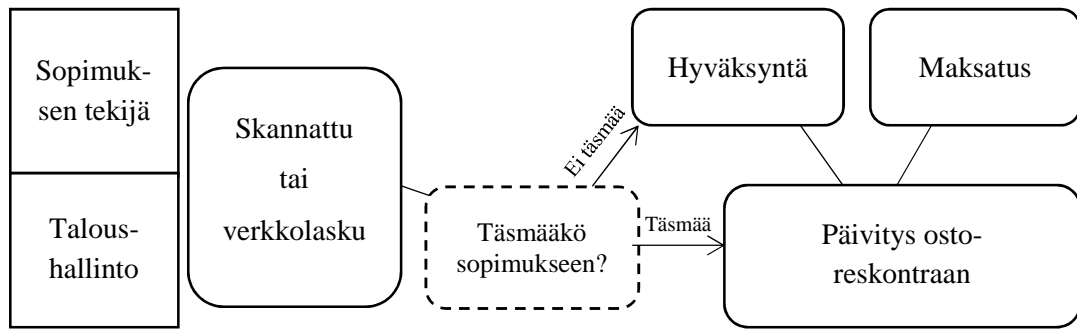 Sopimuk-
sen tekijä
Talous-
hallinto
Skannattu
tai
verkkolasku
Täsmääkö
sopimukseen?
Ei täsmää
Täsmää
Hyväksyntä
Maksatus
Päivitys osto-
reskontraan